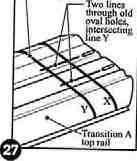 Two lines
through old
oval holes,
intersecting
line Y
Y
X
Transition A
top rail
27